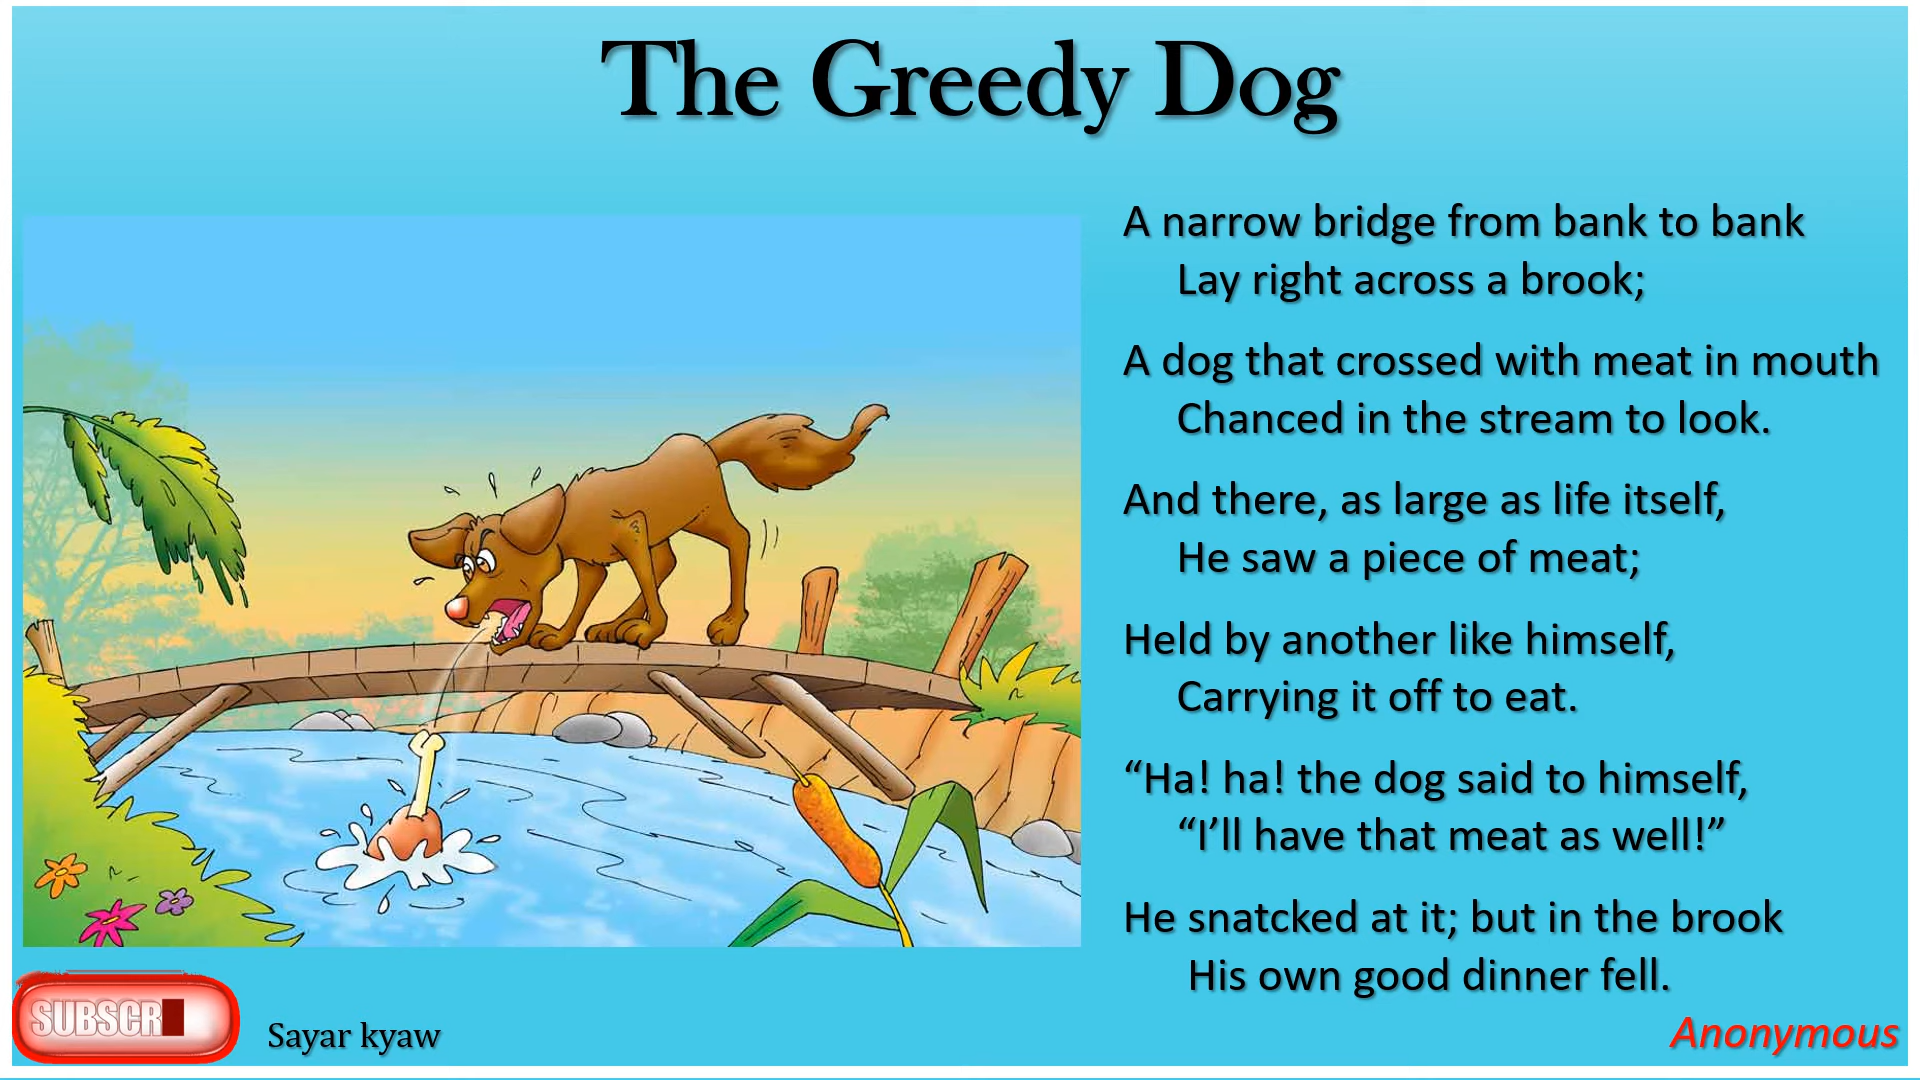 The Greedy Dog
A narrow bridge from bank to bank
Lay right across a brook;
A dog that crossed with meat in mouth
Chanced in the stream to look.
And there, as large as life itself,
He saw a piece of meat;
Held by another like himself,
Carrying it off to eat.
“Ha! ha! the dog said to himself,
“I’ll have that meat as well!”
He snatcked at it; but in the brook
His own good dinner fell.
Anonymous
SUBSCR
Sayar kyaw